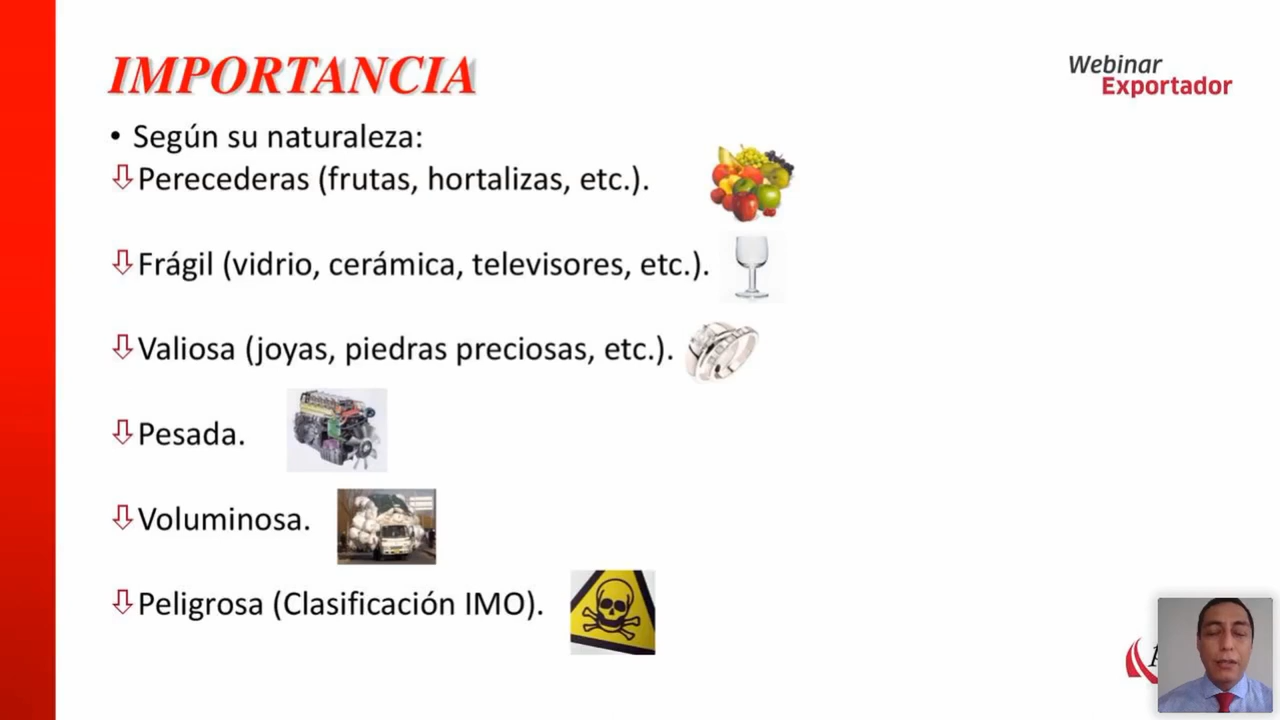 IMPORTANCIA
Webinar
Exportador
• Según su naturaleza:
Perecederas (frutas, hortalizas, etc.).
Frágil (vidrio, cerámica, televisores, etc.).
Valiosa (joyas, piedras preciosas, etc.).
Pesada.
Voluminosa.
Peligrosa (Clasificación IMO).